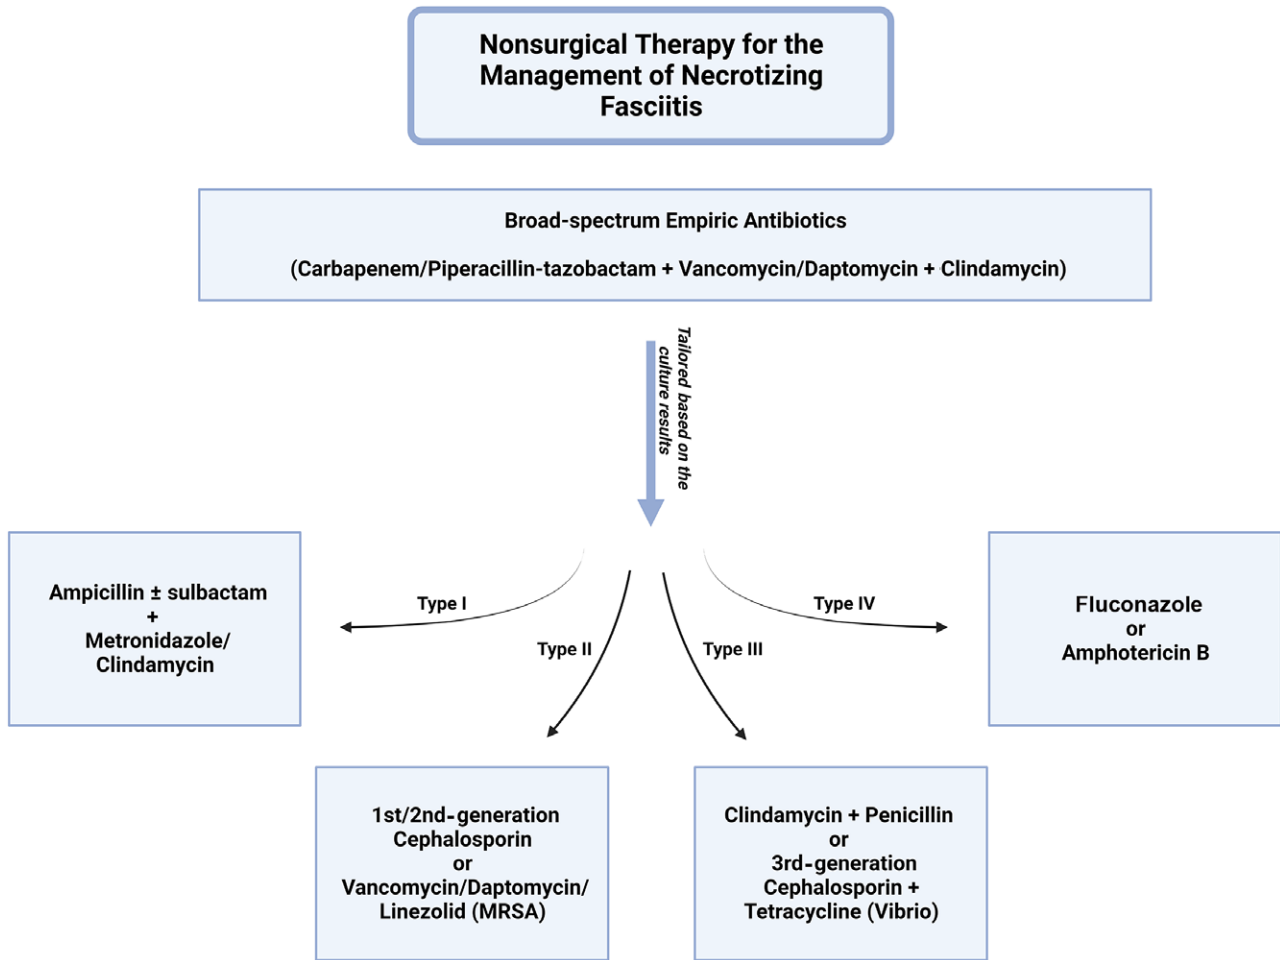 Nonsurgical Therapy for the
Management of Necrotizing
Fasciitis
Broad-spectrum Empiric Antibiotics
(Carbapenem/Piperacillin-tazobactam + Vancomycin/Daptomycin + Clindamycin)
Tailored based on the
culture results
Type I
Type II
Type III
Type IV
Ampicillin ± sulbactam
+
Metronidazole/
Clindamycin
1st/2nd-generation
Cephalosporin
or
Vancomycin/Daptomycin/
Linezolid (MRSA)
Clindamycin + Penicillin
or
3rd-generation
Cephalosporin +
Tetracycline (Vibrio)
Fluconazole
or
Amphotericin B